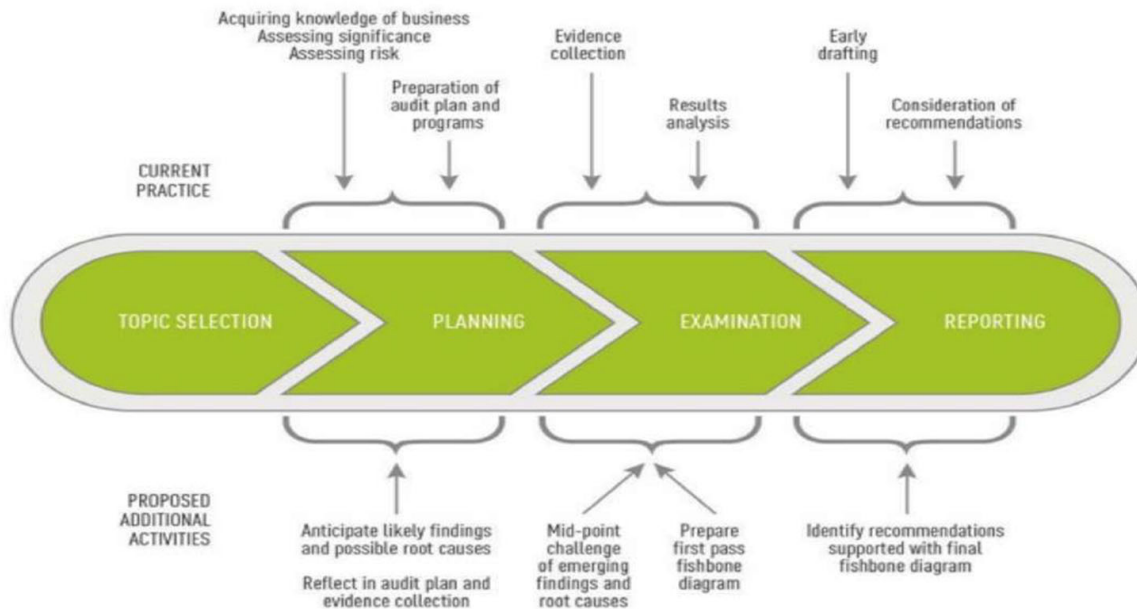 Acquiring knowledge of business
Assessing significance
Assessing risk
Preparation of
audit plan and
programs
Evidence
collection
Results
analysis
Early
drafting
Consideration of
recommendations
CURRENT
PRACTICE
TOPIC SELECTION
PLANNING
EXAMINATION
REPORTING
PROPOSED
ADDITIONAL
ACTIVITIES
Anticipate likely findings
and possible root causes
Reflect in audit plan and
evidence collection
Mid-point
challenge
of emerging
findings and
root causes
Prepare
first pass
fishbone
diagram
Identify recommendations
supported with final
fishbone diagram